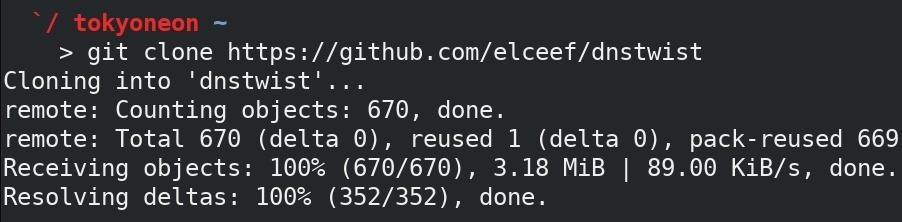 `/ tokyoneon ~
> git clone https://github.com/elceef/dnstwist
Cloning into 'dnstwist'...
remote: Counting objects: 670, done.
remote: Total 670 (delta 0), reused 1 (delta 0), pack-reused 669
Receiving objects: 100% (670/670), 3.18 MiB | 89.00 KiB/s, done.
Resolving deltas: 100% (352/352), done.